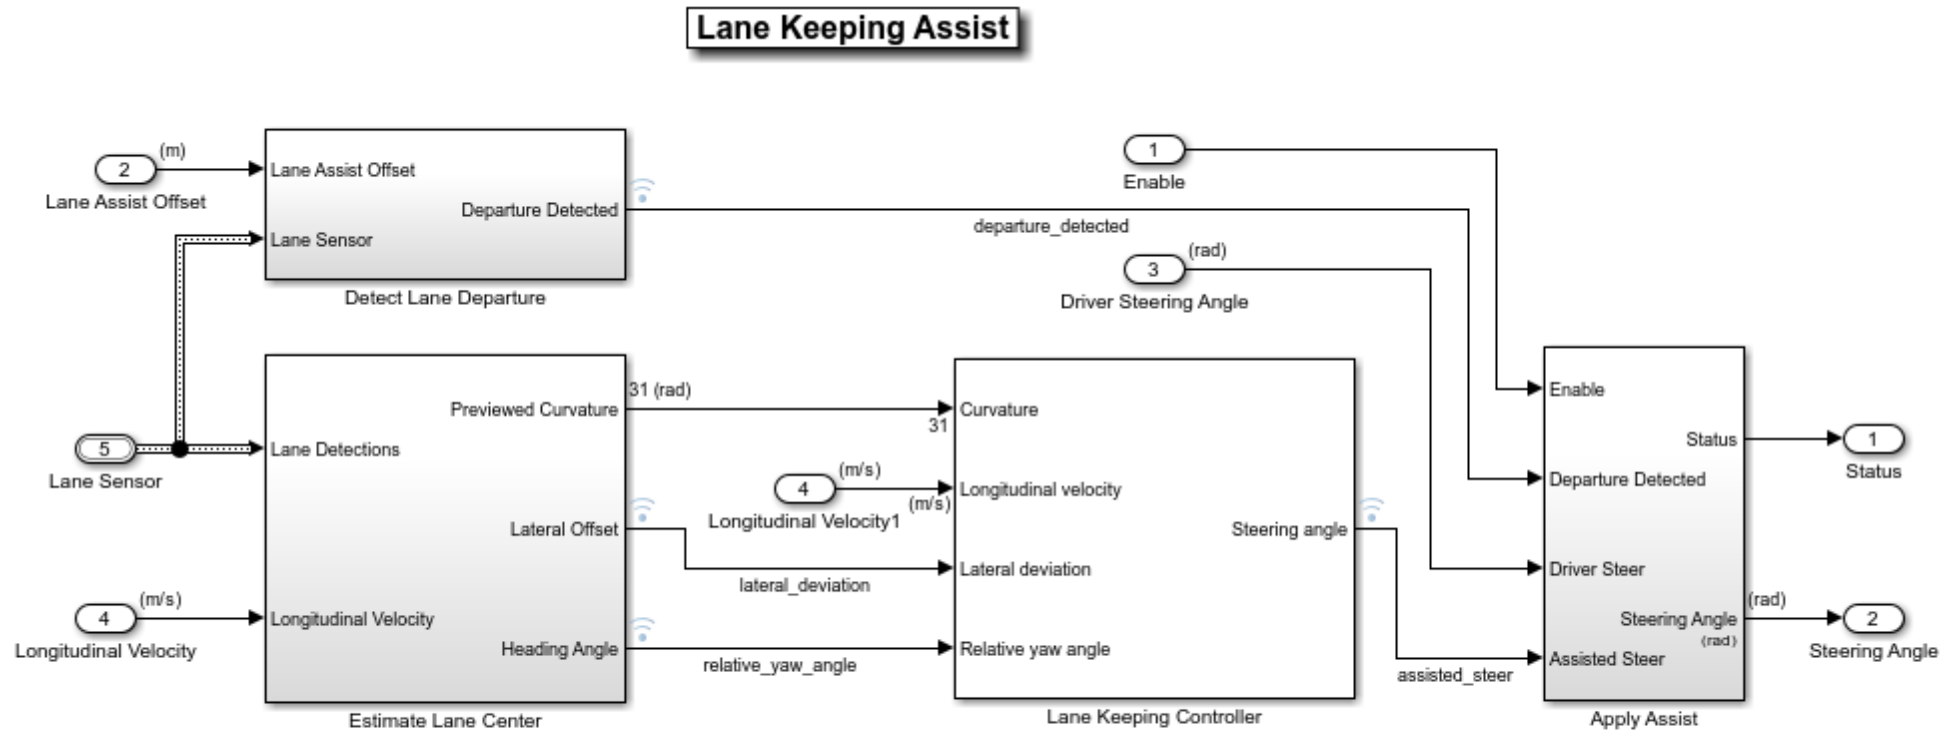 Lane Keeping Assist
2
(m)
Lane Assist Offset
Lane Assist Offset
Lane Sensor
Departure Detected
Detect Lane Departure
departure_detected
1
Enable
3
(rad)
Driver Steering Angle
5
Lane Sensor
4
(m/s)
Longitudinal Velocity
Lane Detections
Longitudinal Velocity
Previewed Curvature
Lateral Offset
Heading Angle
Estimate Lane Center
31 (rad)
31
4
(m/s)
(m/s)
Longitudinal Velocity1
lateral_deviation
relative_yaw_angle
Curvature
Longitudinal velocity
Lateral deviation
Relative yaw angle
Steering angle
Lane Keeping Controller
assisted_steer
Enable
Departure Detected
Driver Steer
Assisted Steer
Status
Steering Angle
(rad)
Apply Assist
1
Status
(rad)
2
Steering Angle